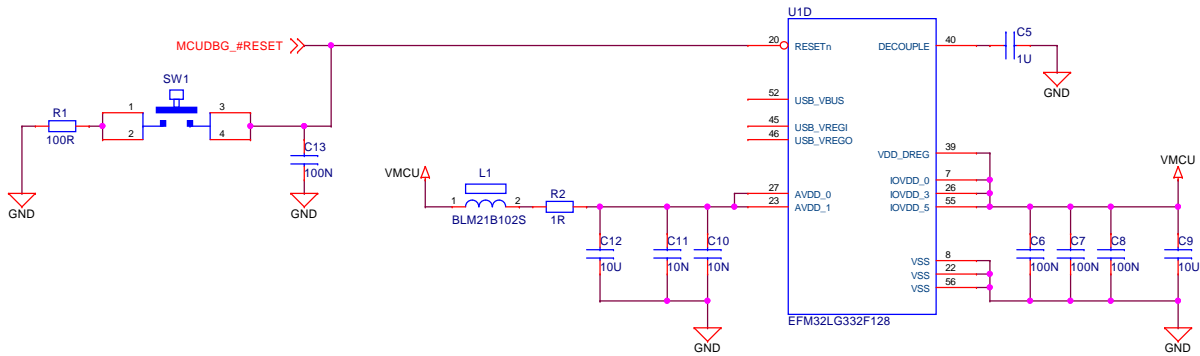 U1D
MCUDBG_#RESET
20
RESETn
DECOUPLE
40
C5
1U
GND
SW1
R1
100R
1
2
3
4
C13
100N
GND
GND
52
USB_VBUS
45
USB_VREGI
46
USB_VREGO
VDD_DREG
39
IOVDD_0
7
IOVDD_3
26
IOVDD_5
55
VMCU
VMCU
L1
1
2
BLM21B102S
R2
1R
27
AVDD_0
23
AVDD_1
C12
10U
C11
10N
C10
10N
GND
VSS
8
VSS
22
VSS
56
C6
100N
C7
100N
C8
100N
C9
10U
GND
EFM32LG332F128